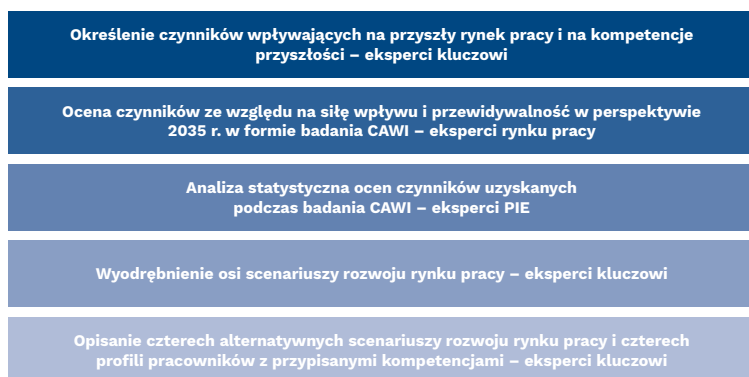 Określenie czynników wpływających na przyszły rynek pracy i na kompetencje
przyszłości – eksperci kluczowi
Ocena czynników ze względu na siłę wpływu i przewidywalność w perspektywie
2035 r. w formie badania CAWI – eksperci rynku pracy
Analiza statystyczna ocen czynników uzyskanych
podczas badania CAWI – eksperci PIE
Wyodrębnienie osi scenariuszy rozwoju rynku pracy – eksperci kluczowi
Opisanie czterech alternatywnych scenariuszy rozwoju rynku pracy i czterech
profili pracowników z przypisanymi kompetencjami – eksperci kluczowi